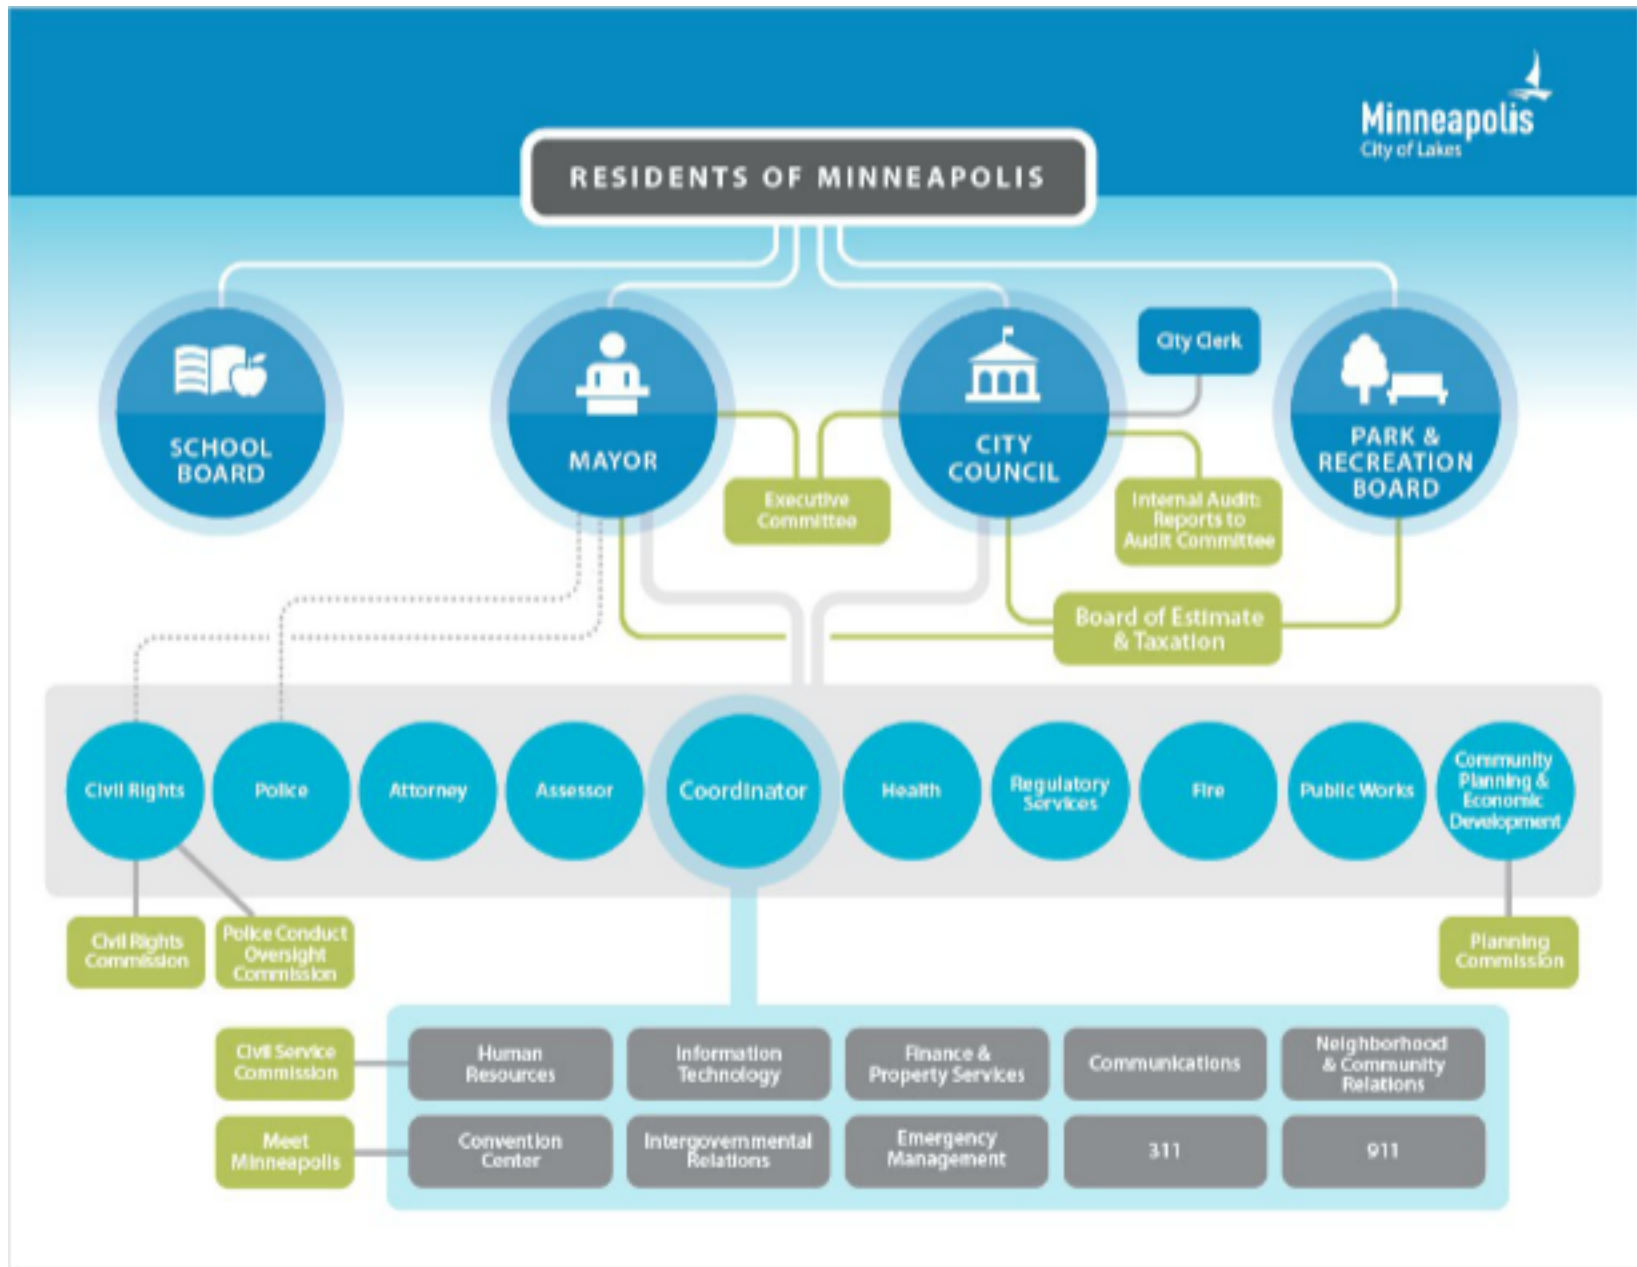 Minneapolis
City of Lakes
RESIDENTS OF MINNEAPOLIS
SCHOOL
BOARD
MAYOR
CITY
COUNCIL
City Clerk
PARK &
RECREATION
BOARD
Executive
Committee
Internal Audit:
Reports to
Audit Committee
Board of Estimate
& Taxation
Civil Rights
Police
Attorney
Assessor
Coordinator
Health
Regulatory
Services
Fire
Public Works
Community
Planning &
Economic
Development
Civil Rights
Commission
Police Conduct
Oversight
Commission
Planning
Commission
Civil Service
Commission
Human
Resources
Information
Technology
Finance &
Property Services
Communications
Neighborhood
& Community
Relations
Meet
Minneapolis
Convention
Center
Intergovernmental
Relations
Emergency
Management
311
911